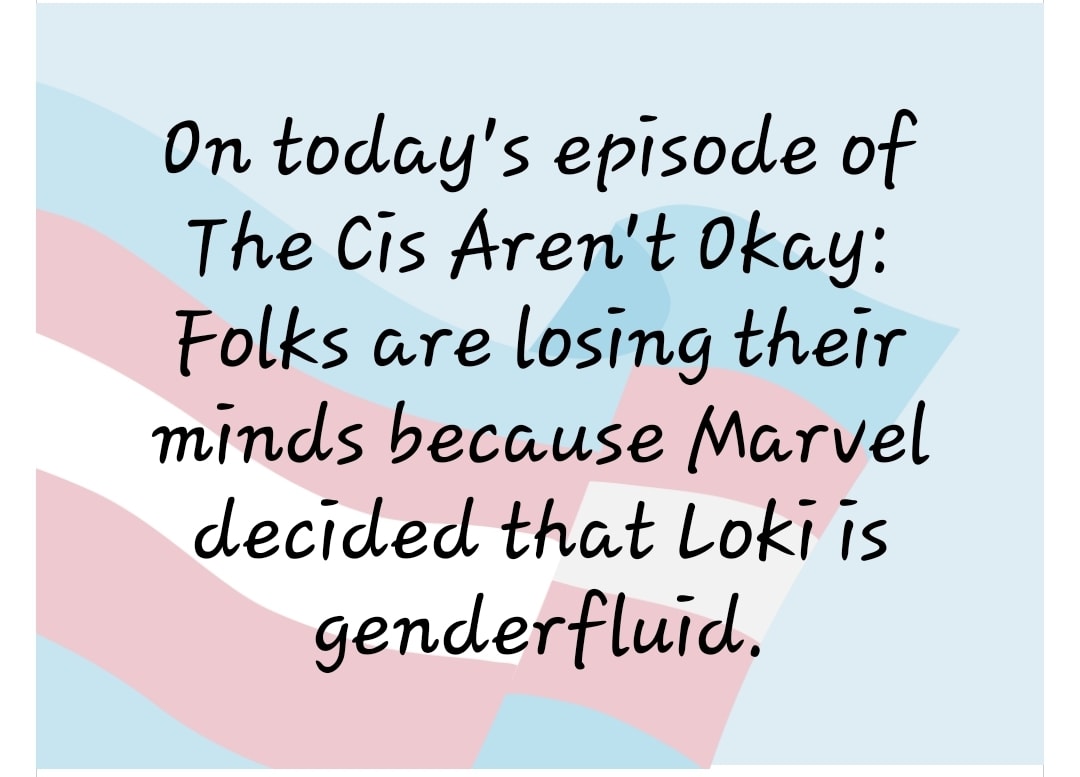 On today's episode of
The Cis Aren't Okay:
Folks are losing their
minds because Marvel
decided that Loki is
genderfluid.